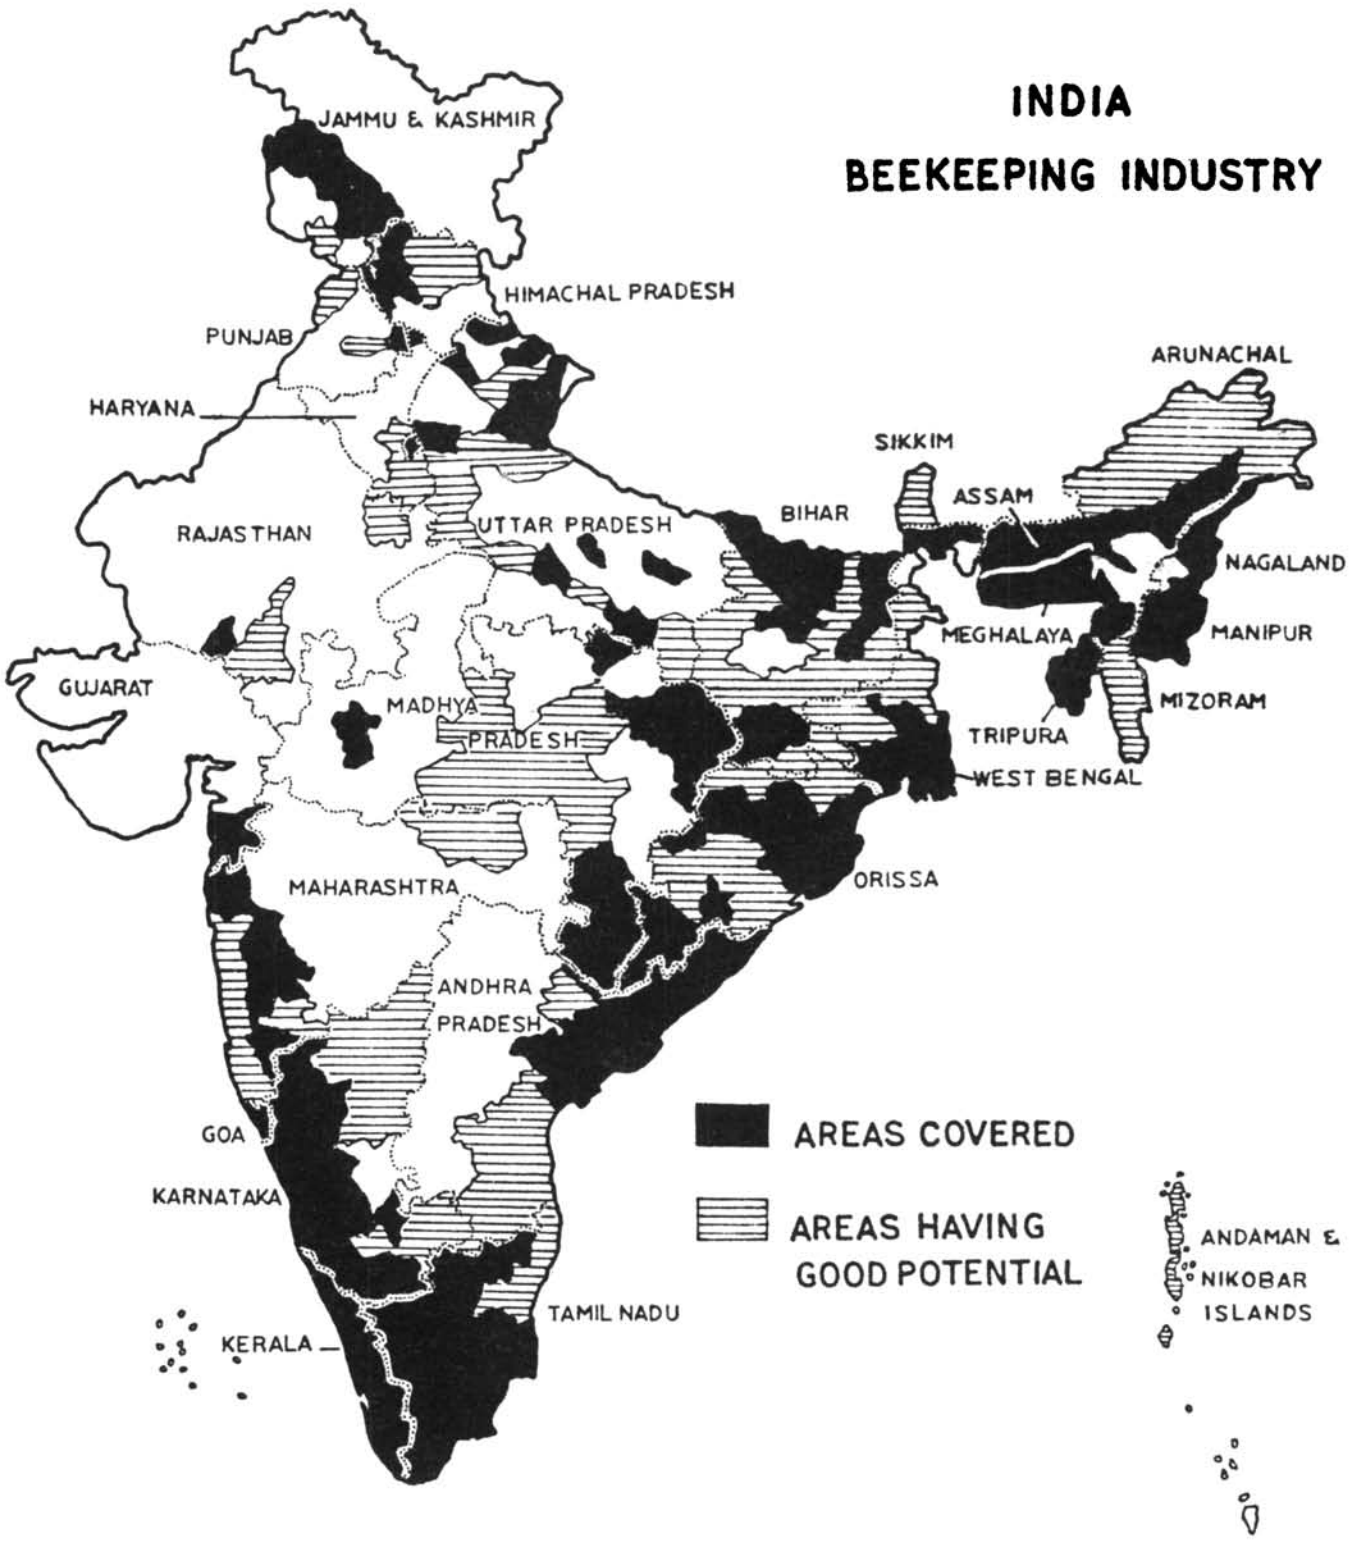 INDIA
BEEKEEPING INDUSTRY
JAMMU & KASHMIR
HIMACHAL PRADESH
PUNJAB
ARUNACHAL
HARYANA
SIKKIM
ASSAM
BIHAR
RAJASTHAN
UTTAR PRADESH
NAGALAND
MEGHALAYA
MANIPUR
GUJARAT
MADHYA
PRADESH
MIZORAM
TRIPURA
WEST BENGAL
MAHARASHTRA
ORISSA
ANDHRA
PRADESH
GOA
KARNATAKA
AREAS COVERED
AREAS HAVING
GOOD POTENTIAL
ANDAMAN &
NIKOBAR
ISLANDS
TAMIL NADU
KERALA